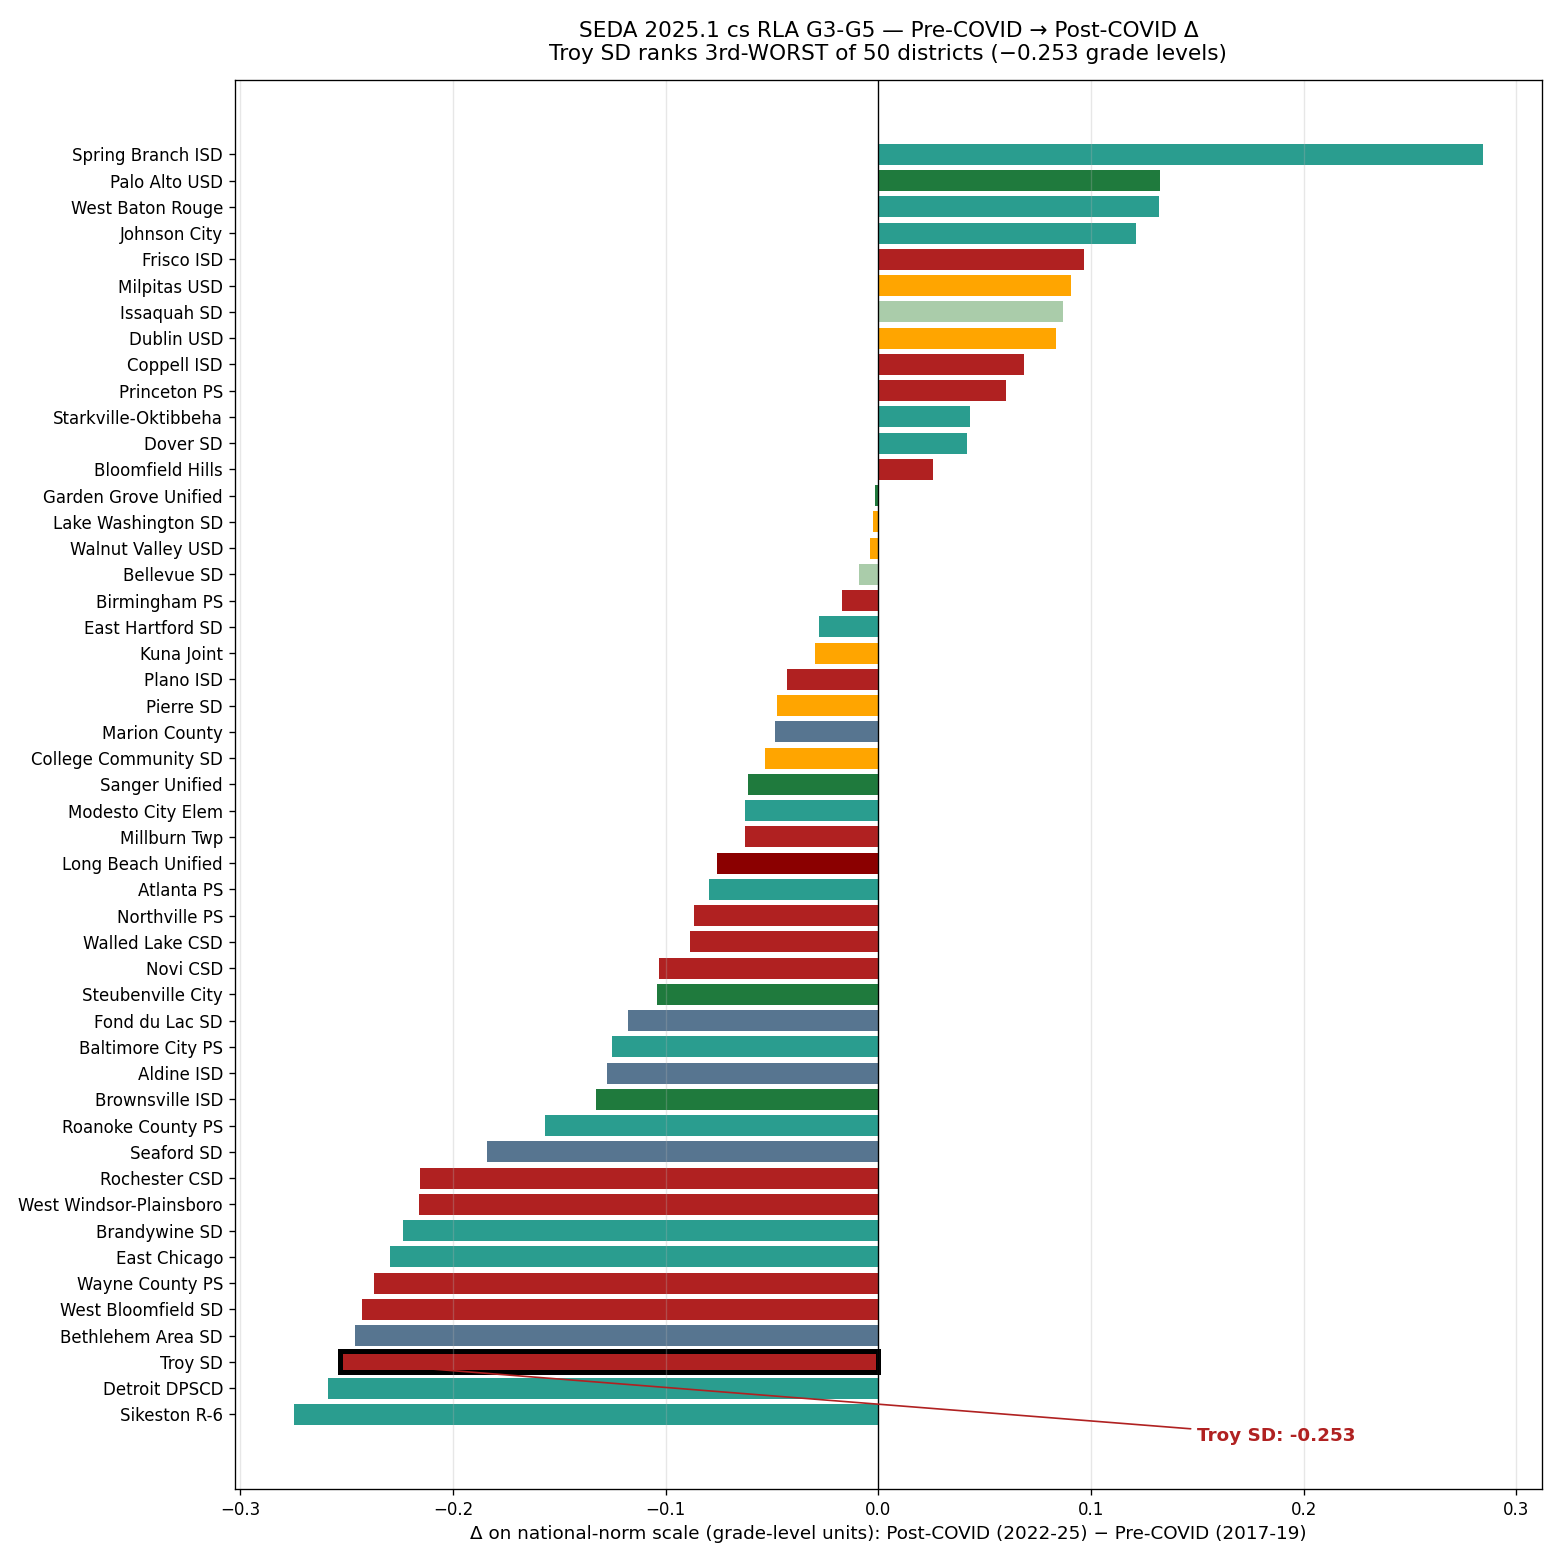 SEDA 2025.1 cs RLA G3-G5 — Pre-COVID → Post-COVID Δ
Troy SD ranks 3rd-WORST of 50 districts (−0.253 grade levels)
Spring Branch ISD
Palo Alto USD
West Baton Rouge
Johnson City
Frisco ISD
Milpitas USD
Issaquah SD
Dublin USD
Coppell ISD
Princeton PS
Starkville-Oktibbeha
Dover SD
Bloomfield Hills
Garden Grove Unified
Lake Washington SD
Walnut Valley USD
Bellevue SD
Birmingham PS
East Hartford SD
Kuna Joint
Plano ISD
Pierre SD
Marion County
College Community SD
Sanger Unified
Modesto City Elem
Millburn Twp
Long Beach Unified
Atlanta PS
Northville PS
Walled Lake CSD
Novi CSD
Steubenville City
Fond du Lac SD
Baltimore City PS
Aldine ISD
Brownsville ISD
Roanoke County PS
Seaford SD
Rochester CSD
West Windsor-Plainsboro
Brandywine SD
East Chicago
Wayne County PS
West Bloomfield SD
Bethlehem Area SD
Troy SD
Detroit DPSCD
Sikeston R-6
Troy SD: -0.253
−0.3 −0.2 −0.1 0.0 0.1 0.2 0.3
Δ on national-norm scale (grade-level units): Post-COVID (2022-25) − Pre-COVID (2017-19)